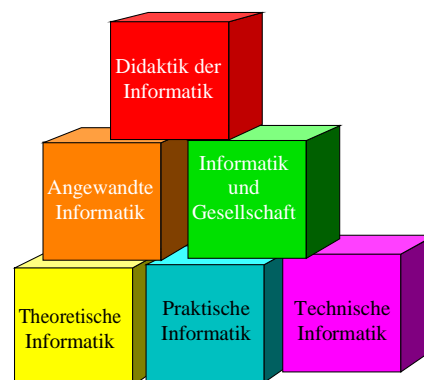 Didaktik der
Informatik
Angewandte
Informatik
Informatik
und
Gesellschaft
Theoretische
Informatik
Praktische
Informatik
Technische
Informatik